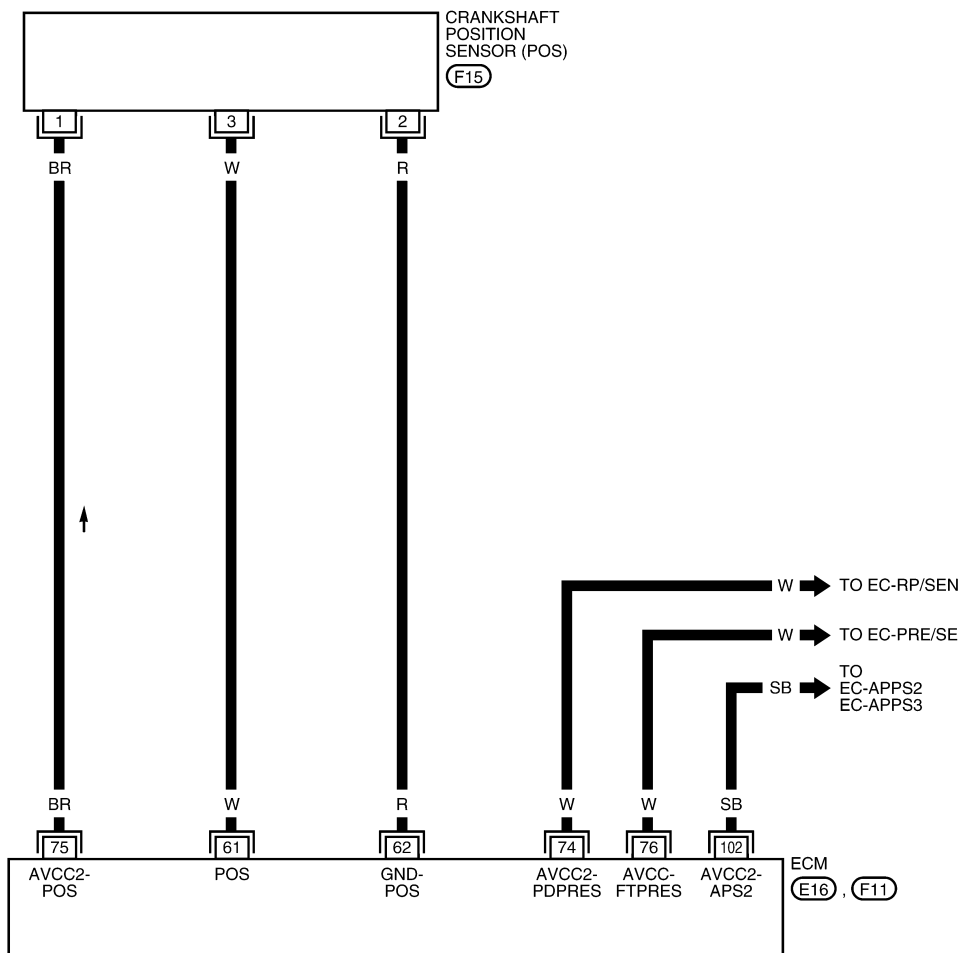 CRANKSHAFT
POSITION
SENSOR (POS)
F15
1 3 2
BR W R
W TO EC-RP/SEN
W TO EC-PRE/SE
SB TO
EC-APPS2
EC-APPS3
BR W R W W SB
75 61 62 74 76 102
AVCC2-
POS
POS
GND-
POS
AVCC2-
PDPRES
AVCC-
FTPRES
AVCC2-
APS2
ECM
E16 , F11